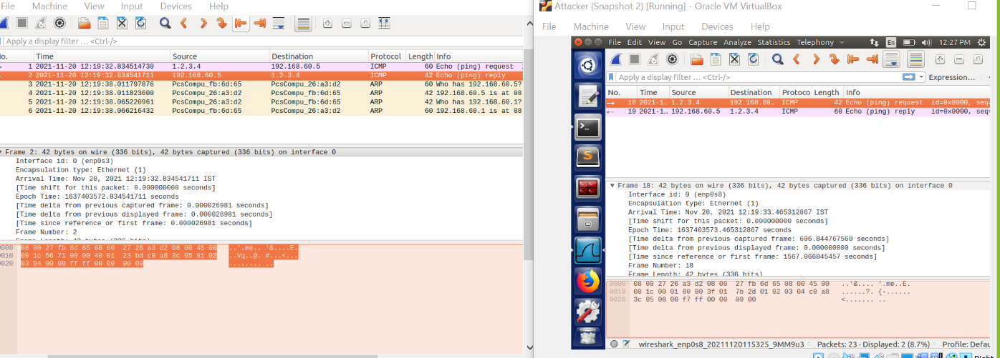 File Machine View Input Devices Help
Apply a display filter … <Ctrl-/>
No. Time Source Destination Protocol Length Info
1 2021-11-20 12:19:32.834514730 1.2.3.4 192.168.60.5 ICMP 60 Echo (ping) request
2 2021-11-20 12:19:32.834541711 192.168.60.5 1.2.3.4 ICMP 42 Echo (ping) reply
3 2021-11-20 12:19:38.011797876 PcsCompu_fb:6d:65 PcsCompu_26:a3:d2 ARP 60 Who has 192.168.60.5?
4 2021-11-20 12:19:38.011823600 PcsCompu_26:a3:d2 PcsCompu_fb:6d:65 ARP 42 192.168.60.5 is at 08
5 2021-11-20 12:19:38.065220961 PcsCompu_26:a3:d2 PcsCompu_fb:6d:65 ARP 42 Who has 192.168.60.1?
6 2021-11-20 12:19:38.066216432 PcsCompu_fb:6d:65 PcsCompu_26:a3:d2 ARP 60 192.168.60.1 is at 08
Frame 2: 42 bytes on wire (336 bits), 42 bytes captured (336 bits) on interface 0
Interface id: 0 (enp0s3)
Encapsulation type: Ethernet (1)
Arrival Time: Nov 20, 2021 12:19:32.834541711 IST
[Time shift for this packet: 0.000000000 seconds]
Epoch Time: 1637403572.834541711 seconds
[Time delta from previous captured frame: 0.000026981 seconds]
[Time delta from previous displayed frame: 0.000026981 seconds]
[Time since reference or first frame: 0.000026981 seconds]
Frame Number: 2
0000 08 00 27 fb 6d 65 08 00 27 26 a3 d2 08 00 45 00 ..'.me.. '&....E.
0010 00 1c 56 71 00 00 40 01 23 bd c0 a8 3c 05 01 02 ..Vq..@. #...<...
0020 03 04 00 00 ff ff 00 00 00 00 ........ ..
Attacker (Snapshot 2) [Running] - Oracle VM VirtualBox
File Machine View Input Devices Help
File Edit View Go Capture Analyze Statistics Telephony En 12:27 PM
Apply a display filter … <Ctrl-/> Expression…
No. Time Source Destination Protoco Length Info
18 2021-1… 1.2.3.4 192.168.60… ICMP 42 Echo (ping) request id=0x0000, seq=
19 2021-1… 192.168.60.5 1.2.3.4 ICMP 60 Echo (ping) reply id=0x0000, seq=
Frame 18: 42 bytes on wire (336 bits), 42 bytes captured (336 bits) on interface 0
Interface id: 0 (enp0s8)
Encapsulation type: Ethernet (1)
Arrival Time: Nov 20, 2021 12:19:33.465312867 IST
[Time shift for this packet: 0.000000000 seconds]
Epoch Time: 1637403573.465312867 seconds
[Time delta from previous captured frame: 606.844767560 seconds]
[Time delta from previous displayed frame: 0.000000000 seconds]
[Time since reference or first frame: 1567.066845457 seconds]
Frame Number: 18
Frame Length: 42 bytes (336 bits)
0000 08 00 27 26 a3 d2 08 00 27 fb 6d 65 08 00 45 00 ..'&.... '.me..E.
0010 00 1c 00 01 00 00 3f 01 7b 2d 01 02 03 04 c0 a8 ......?. {-......
0020 3c 05 08 00 f7 ff 00 00 00 00 <....... ..
wireshark_enp0s8_20211120115325_9MM9u3 Packets: 23 · Displayed: 2 (8.7%) Profile: Defau